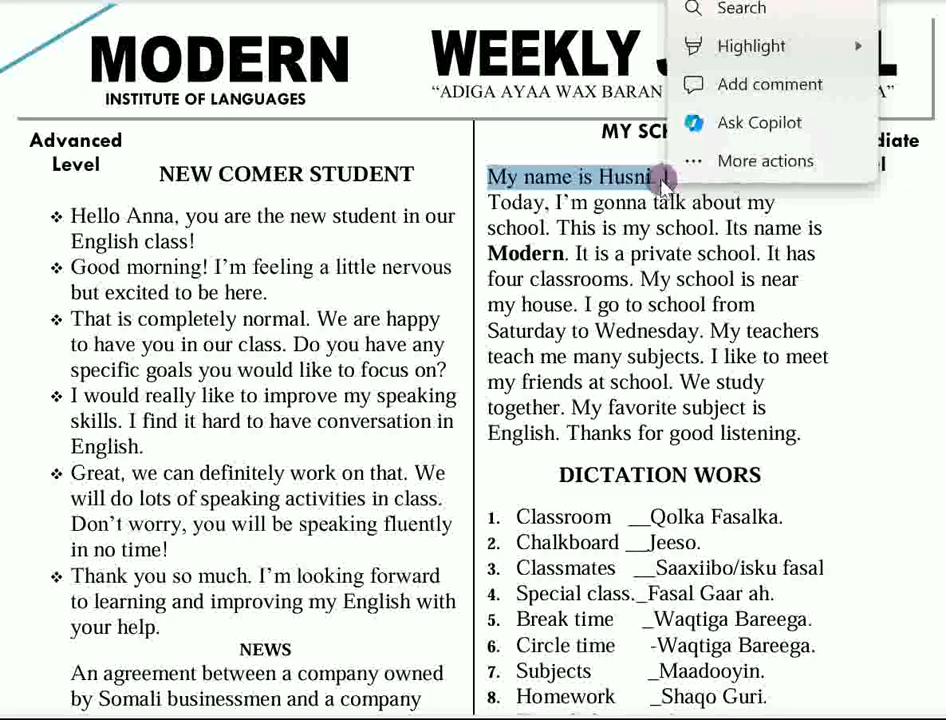 MODERN
INSTITUTE OF LANGUAGES
WEEKLY
“ADIGA AYAA WAX BARAN
Search
Highlight
Add comment
Ask Copilot
More actions
Advanced
Level
NEW COMER STUDENT
❖ Hello Anna, you are the new student in our
English class!
❖ Good morning! I’m feeling a little nervous
but excited to be here.
❖ That is completely normal. We are happy
to have you in our class. Do you have any
specific goals you would like to focus on?
❖ I would really like to improve my speaking
skills. I find it hard to have conversation in
English.
❖ Great, we can definitely work on that. We
will do lots of speaking activities in class.
Don’t worry, you will be speaking fluently
in no time!
❖ Thank you so much. I’m looking forward
to learning and improving my English with
your help.
NEWS
An agreement between a company owned
by Somali businessmen and a company
MY
My name is Husni
Today, I’m gonna talk about my
school. This is my school. Its name is
Modern. It is a private school. It has
four classrooms. My school is near
my house. I go to school from
Saturday to Wednesday. My teachers
teach me many subjects. I like to meet
my friends at school. We study
together. My favorite subject is
English. Thanks for good listening.
DICTATION WORS
1. Classroom __Qolka Fasalka.
2. Chalkboard __Jeeso.
3. Classmates __Saaxiibo/isku fasal
4. Special class._Fasal Gaar ah.
5. Break time _Waqtiga Bareega.
6. Circle time -Waqtiga Bareega.
7. Subjects _Maadooyin.
8. Homework _Shaqo Guri.